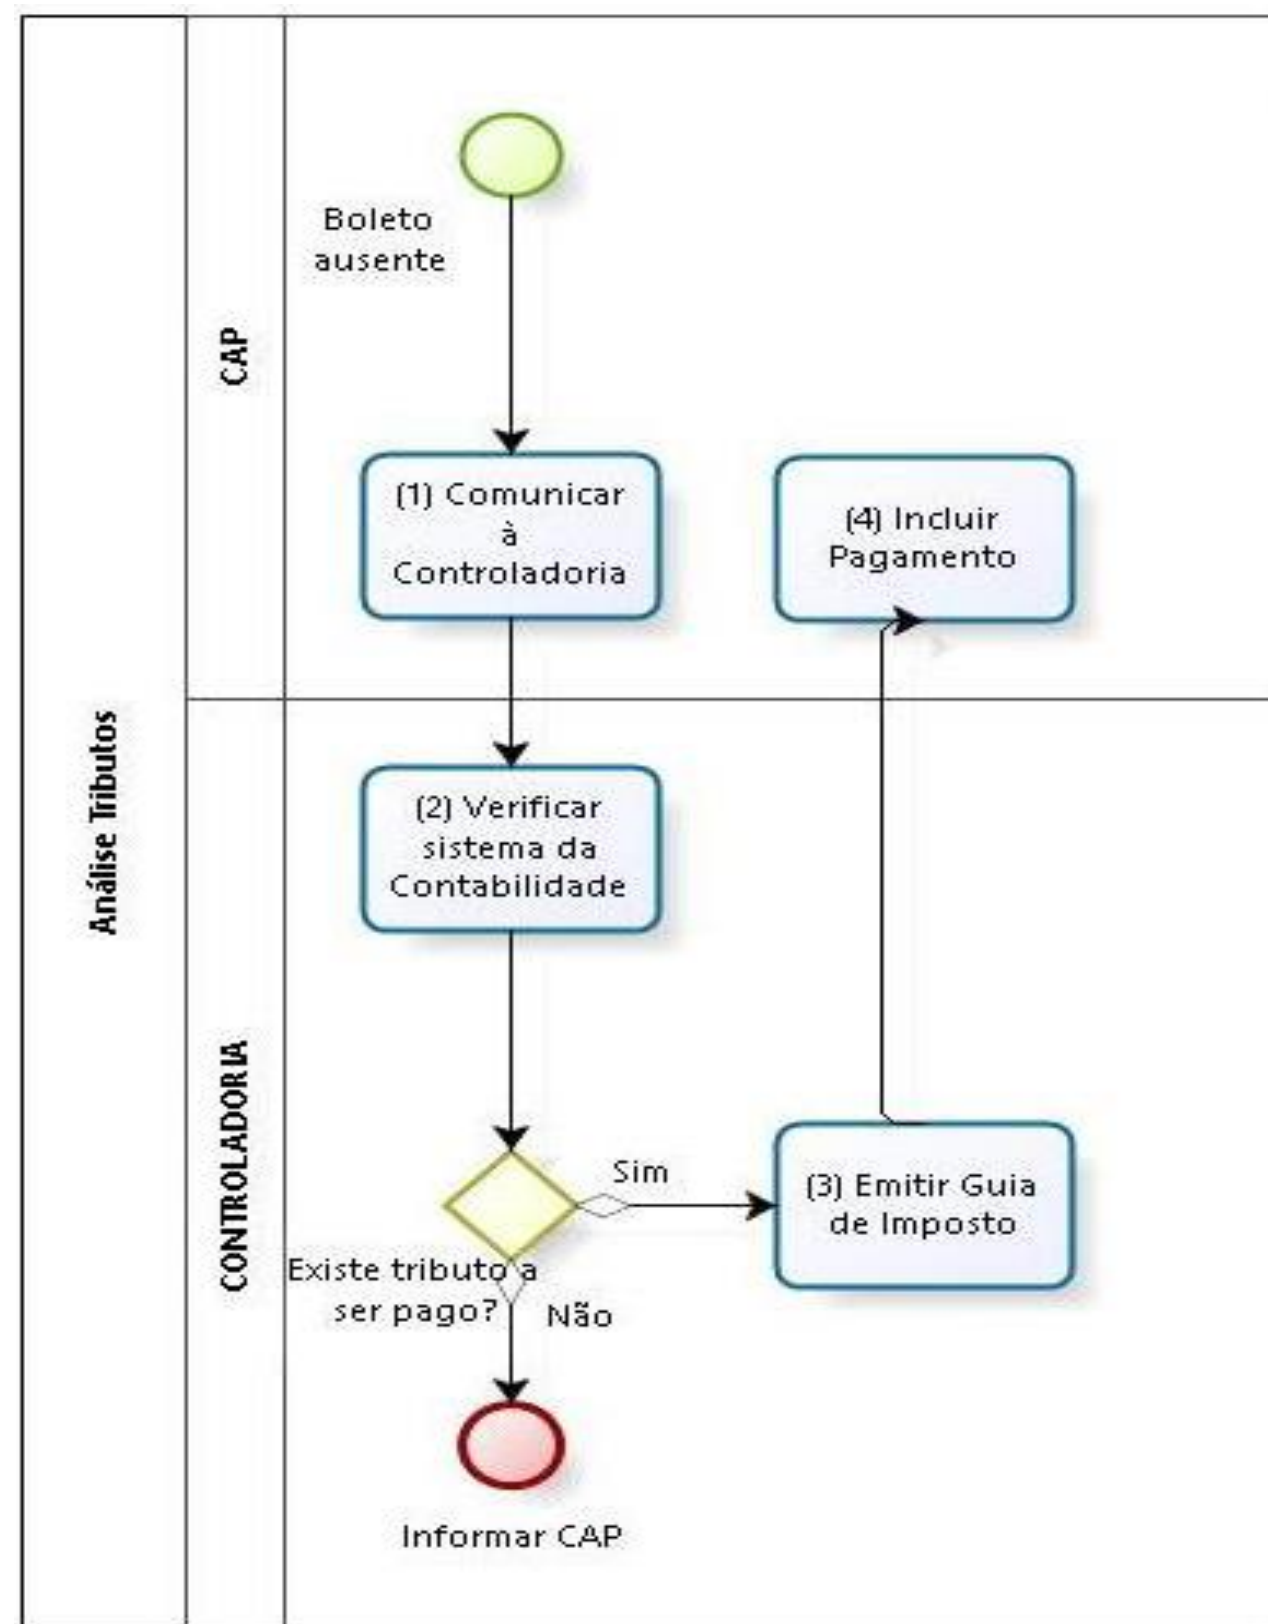 Análise Tributos
CAP
Boleto
ausente
(1) Comunicar
à
Controladoria
(4) Incluir
Pagamento
CONTROLADORIA
(2) Verificar
sistema da
Contabilidade
Sim
(3) Emitir Guia
de Imposto
Existe tributo a
ser pago?
Não
Informar CAP